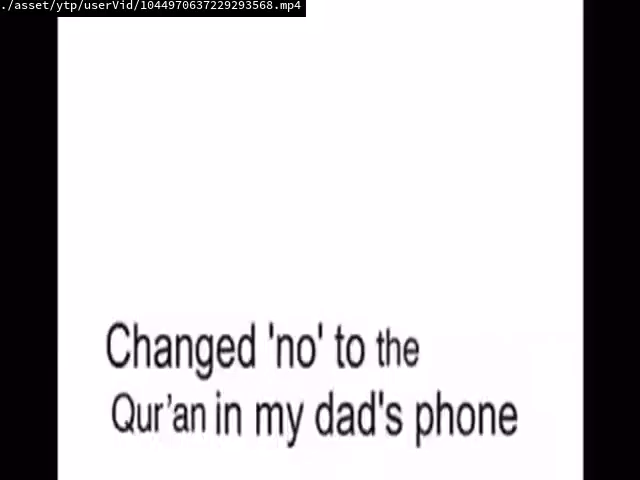 ./asset/ytp/userVid/1044970637229293568.mp4
Changed 'no' to the
Qur’an in my dad's phone